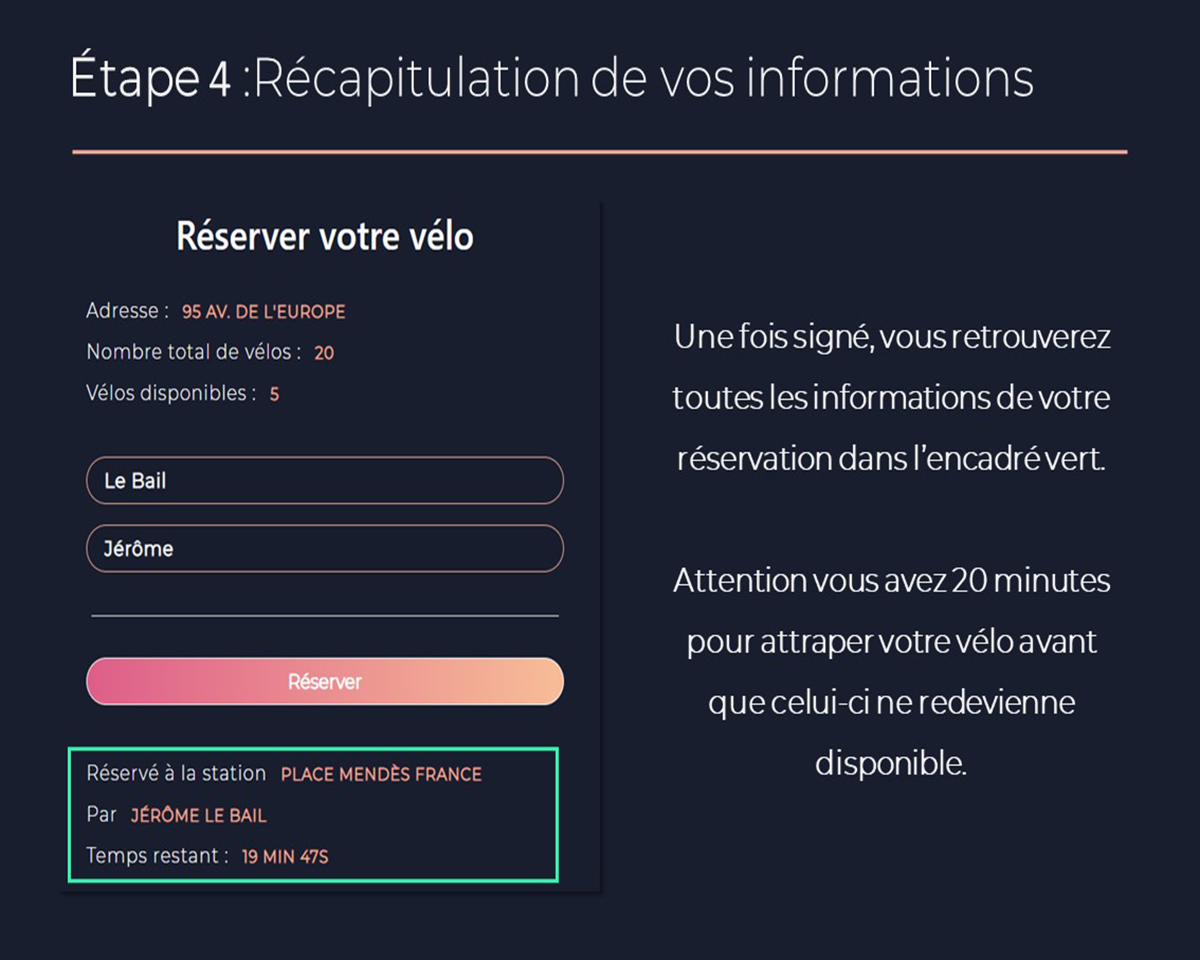 Étape 4 :Récapitulation de vos informations
Réserver votre vélo
Adresse : 95 AV. DE L'EUROPE
Nombre total de vélos : 20
Vélos disponibles : 5
Le Bail
Jérôme
Réserver
Réservé à la station PLACE MENDÈS FRANCE
Par JÉRÔME LE BAIL
Temps restant : 19 MIN 47S
Une fois signé, vous retrouverez
toutes les informations de votre
réservation dans l’encadré vert.
Attention vous avez 20 minutes
pour attraper votre vélo avant
que celui-ci ne redevienne
disponible.